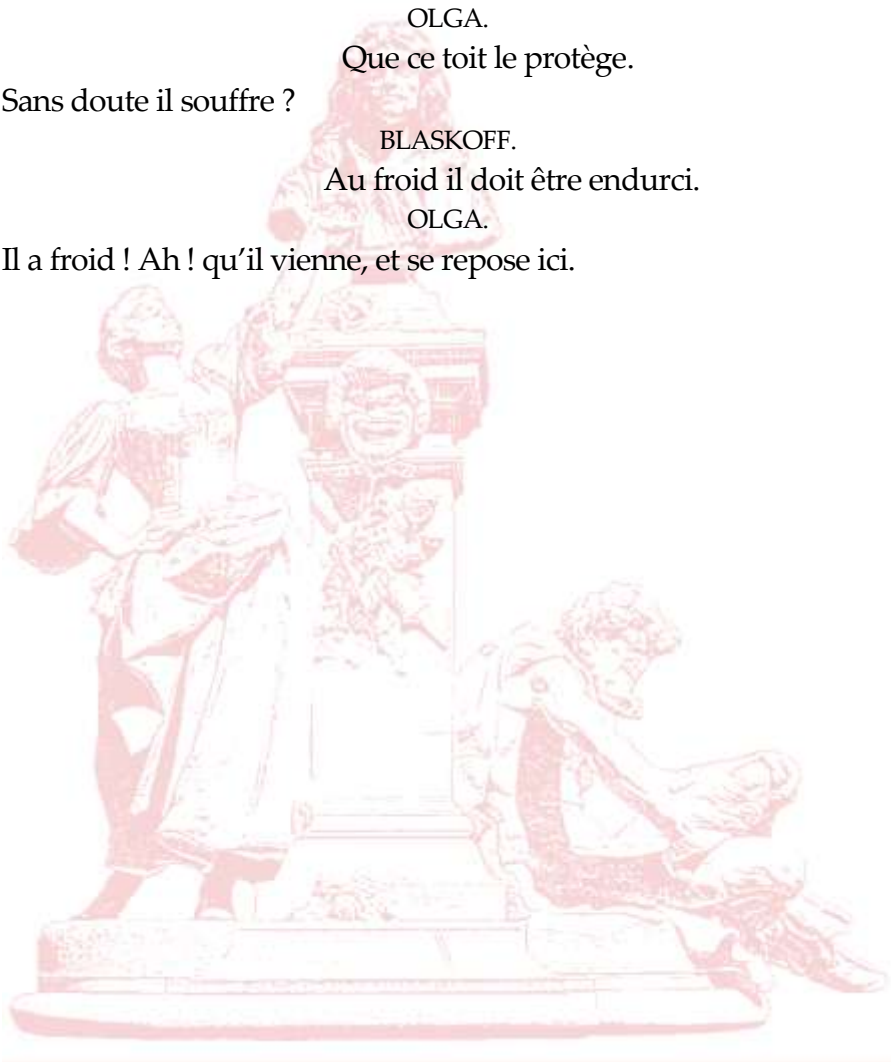 OLGA.
Que ce toit le protège.
Sans doute il souffre ?
BLASKOFF.
Au froid il doit être endurci.
OLGA.
Il a froid ! Ah ! qu’il vienne, et se repose ici.